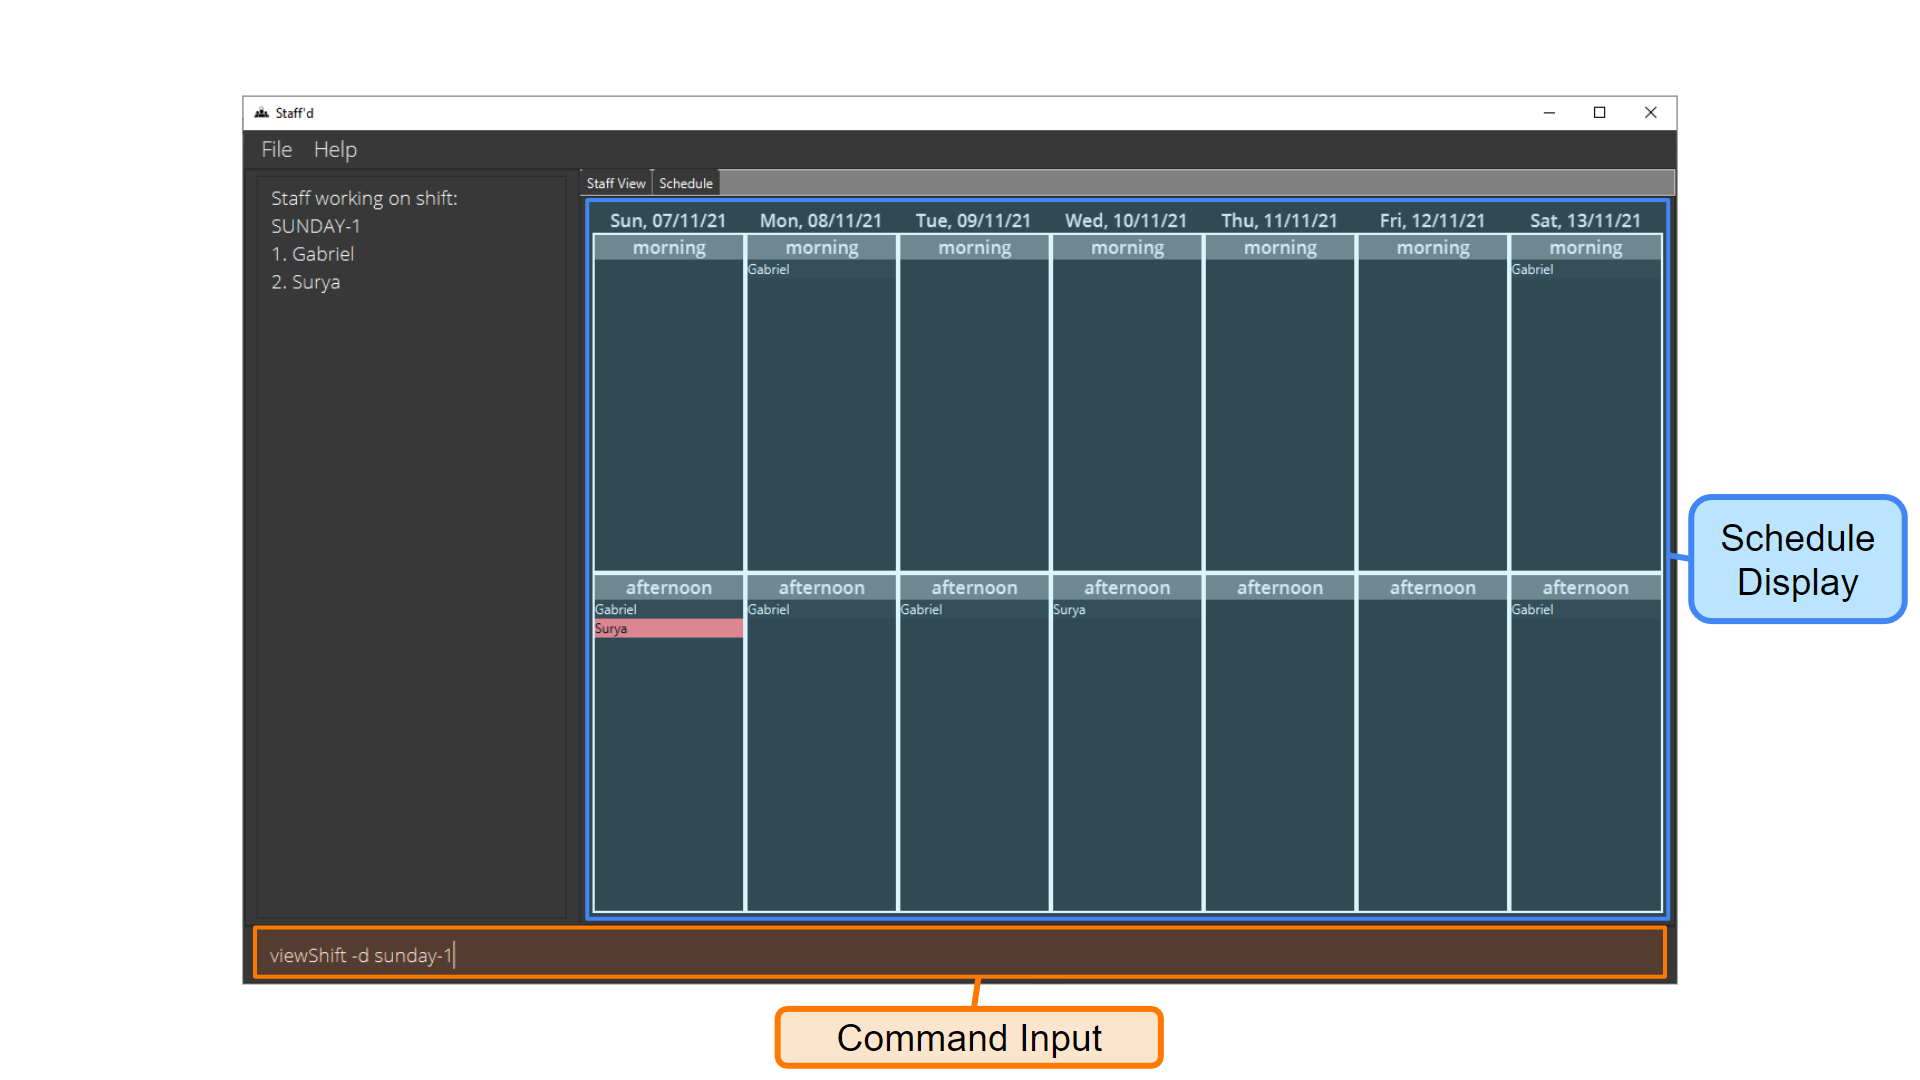 Staff'd
File Help
Staff working on shift:
SUNDAY-1
1. Gabriel
2. Surya
Staff View Schedule
Sun, 07/11/21 Mon, 08/11/21 Tue, 09/11/21 Wed, 10/11/21 Thu, 11/11/21 Fri, 12/11/21 Sat, 13/11/21
morning morning morning morning morning morning morning
Gabriel Gabriel
afternoon afternoon afternoon afternoon afternoon afternoon afternoon
Gabriel Gabriel Gabriel Surya Gabriel
Surya
Schedule
Display
viewShift -d sunday-1
Command Input